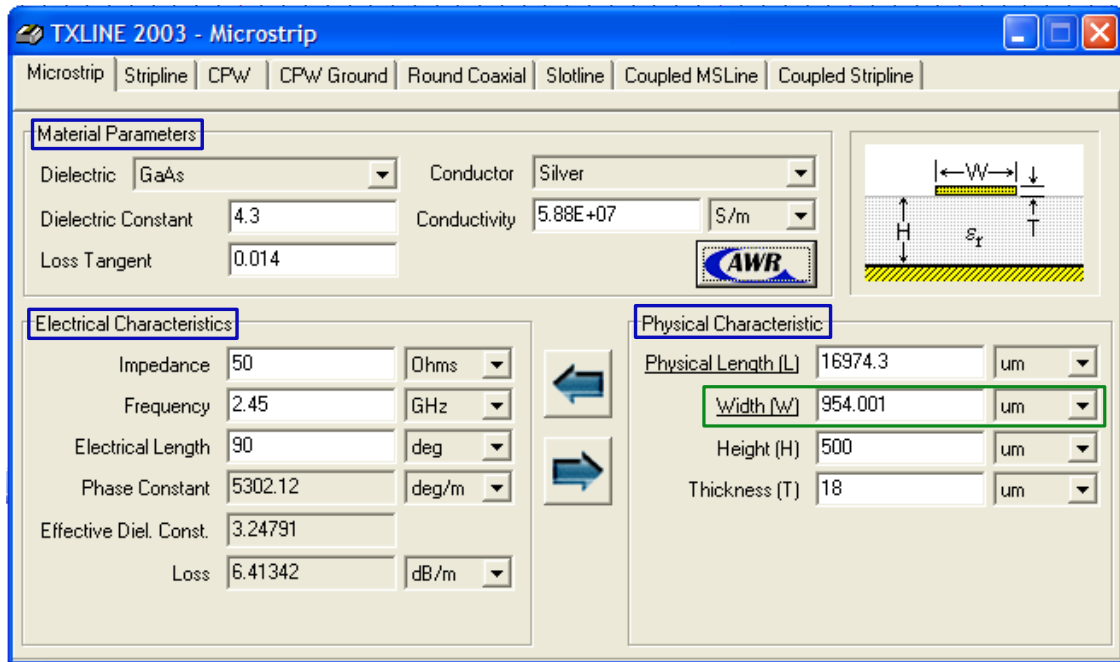 TXLINE 2003 - Microstrip
Microstrip Stripline CPW CPW Ground Round Coaxial Slotline Coupled MSLine Coupled Stripline
Material Parameters
Dielectric GaAs Conductor Silver
Dielectric Constant 4.3 Conductivity 5.88E+07 S/m
Loss Tangent 0.014
AWR
W
T
H
εr
Electrical Characteristics
Impedance 50 Ohms
Frequency 2.45 GHz
Electrical Length 90 deg
Phase Constant 5302.12 deg/m
Effective Diel. Const. 3.24791
Loss 6.41342 dB/m
Physical Characteristic
Physical Length (L) 16974.3 um
Width (W) 954.001 um
Height (H) 500 um
Thickness (T) 18 um